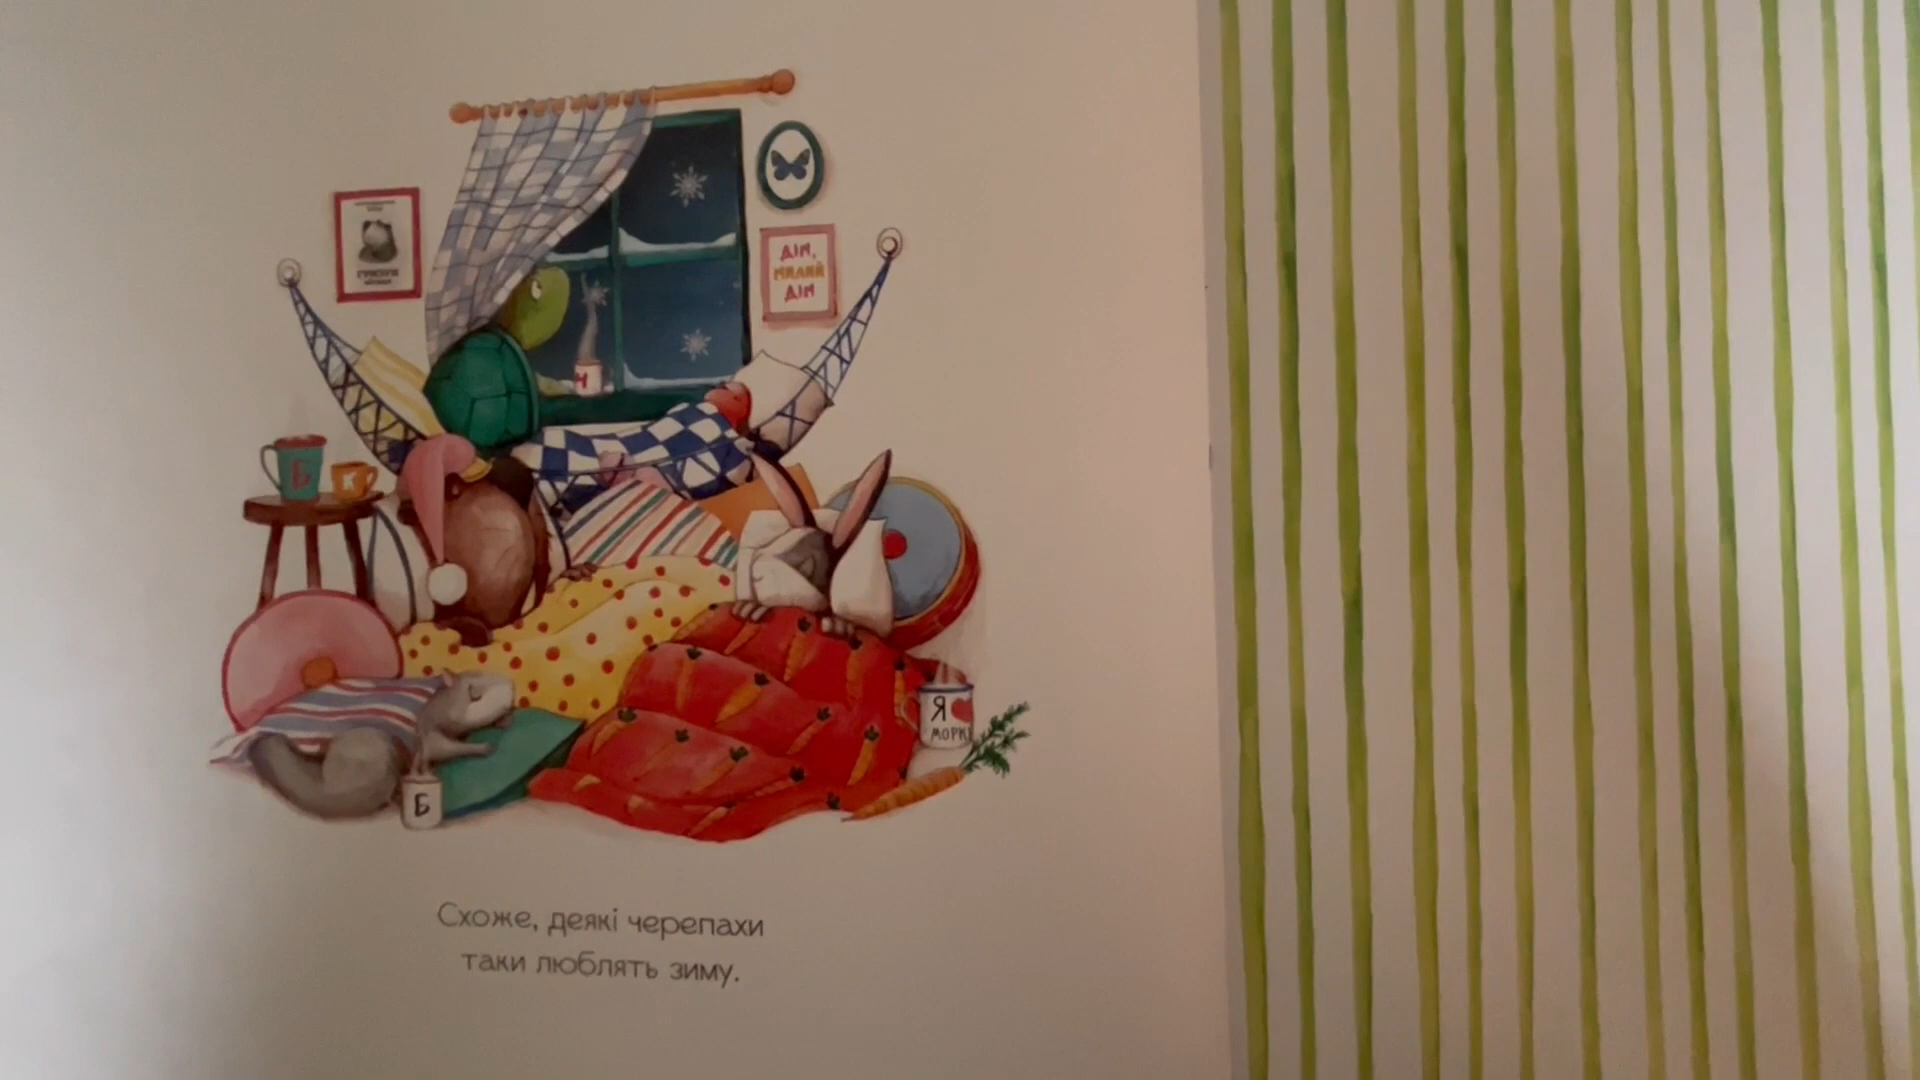 ДІМ,
МИЛИЙ
ДІМ
Ч
Б
К
Я
МОРК
Б
Схоже, деякі черепахи
таки люблять зиму.